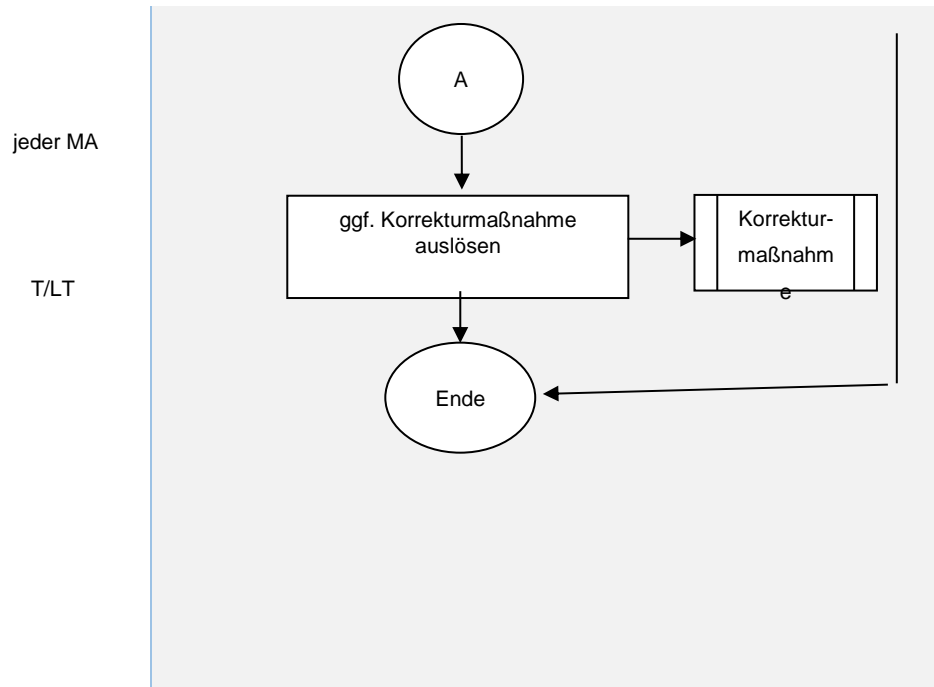 A
jeder MA
ggf. Korrekturmaßnahme
auslösen
Korrektur-
maßnahm
e
T/LT
Ende